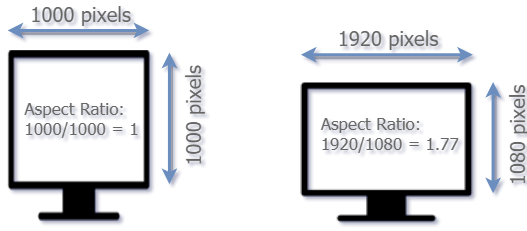 1000 pixels
Aspect Ratio:
1000/1000 = 1
1000 pixels
1920 pixels
Aspect Ratio:
1920/1080 = 1.77
1080 pixels